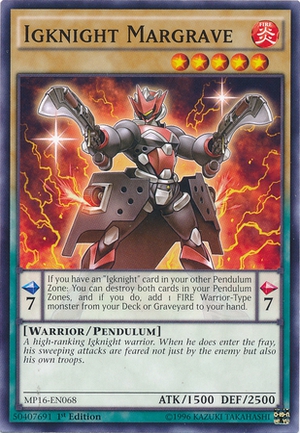 IGKNIGHT MARGRAVE
FIRE
炎
If you have an "Igknight" card in your other Pendulum
Zone: You can destroy both cards in your Pendulum
Zones, and if you do, add 1 FIRE Warrior-Type
monster from your Deck or Graveyard to your hand.
7
7
[WARRIOR / PENDULUM]
A high-ranking Igknight warrior. When he does enter the fray,
his sweeping attacks are feared not just by the enemy but also
his own troops.
MP16-EN068
ATK/1500 DEF/2500
50407691 1st Edition
©1996 KAZUKI TAKAHASHI